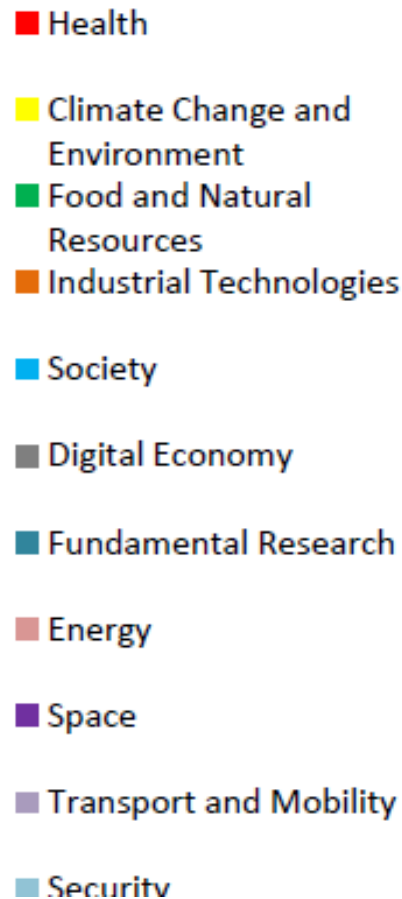 Health
Climate Change and
Environment
Food and Natural
Resources
Industrial Technologies
Society
Digital Economy
Fundamental Research
Energy
Space
Transport and Mobility
Security